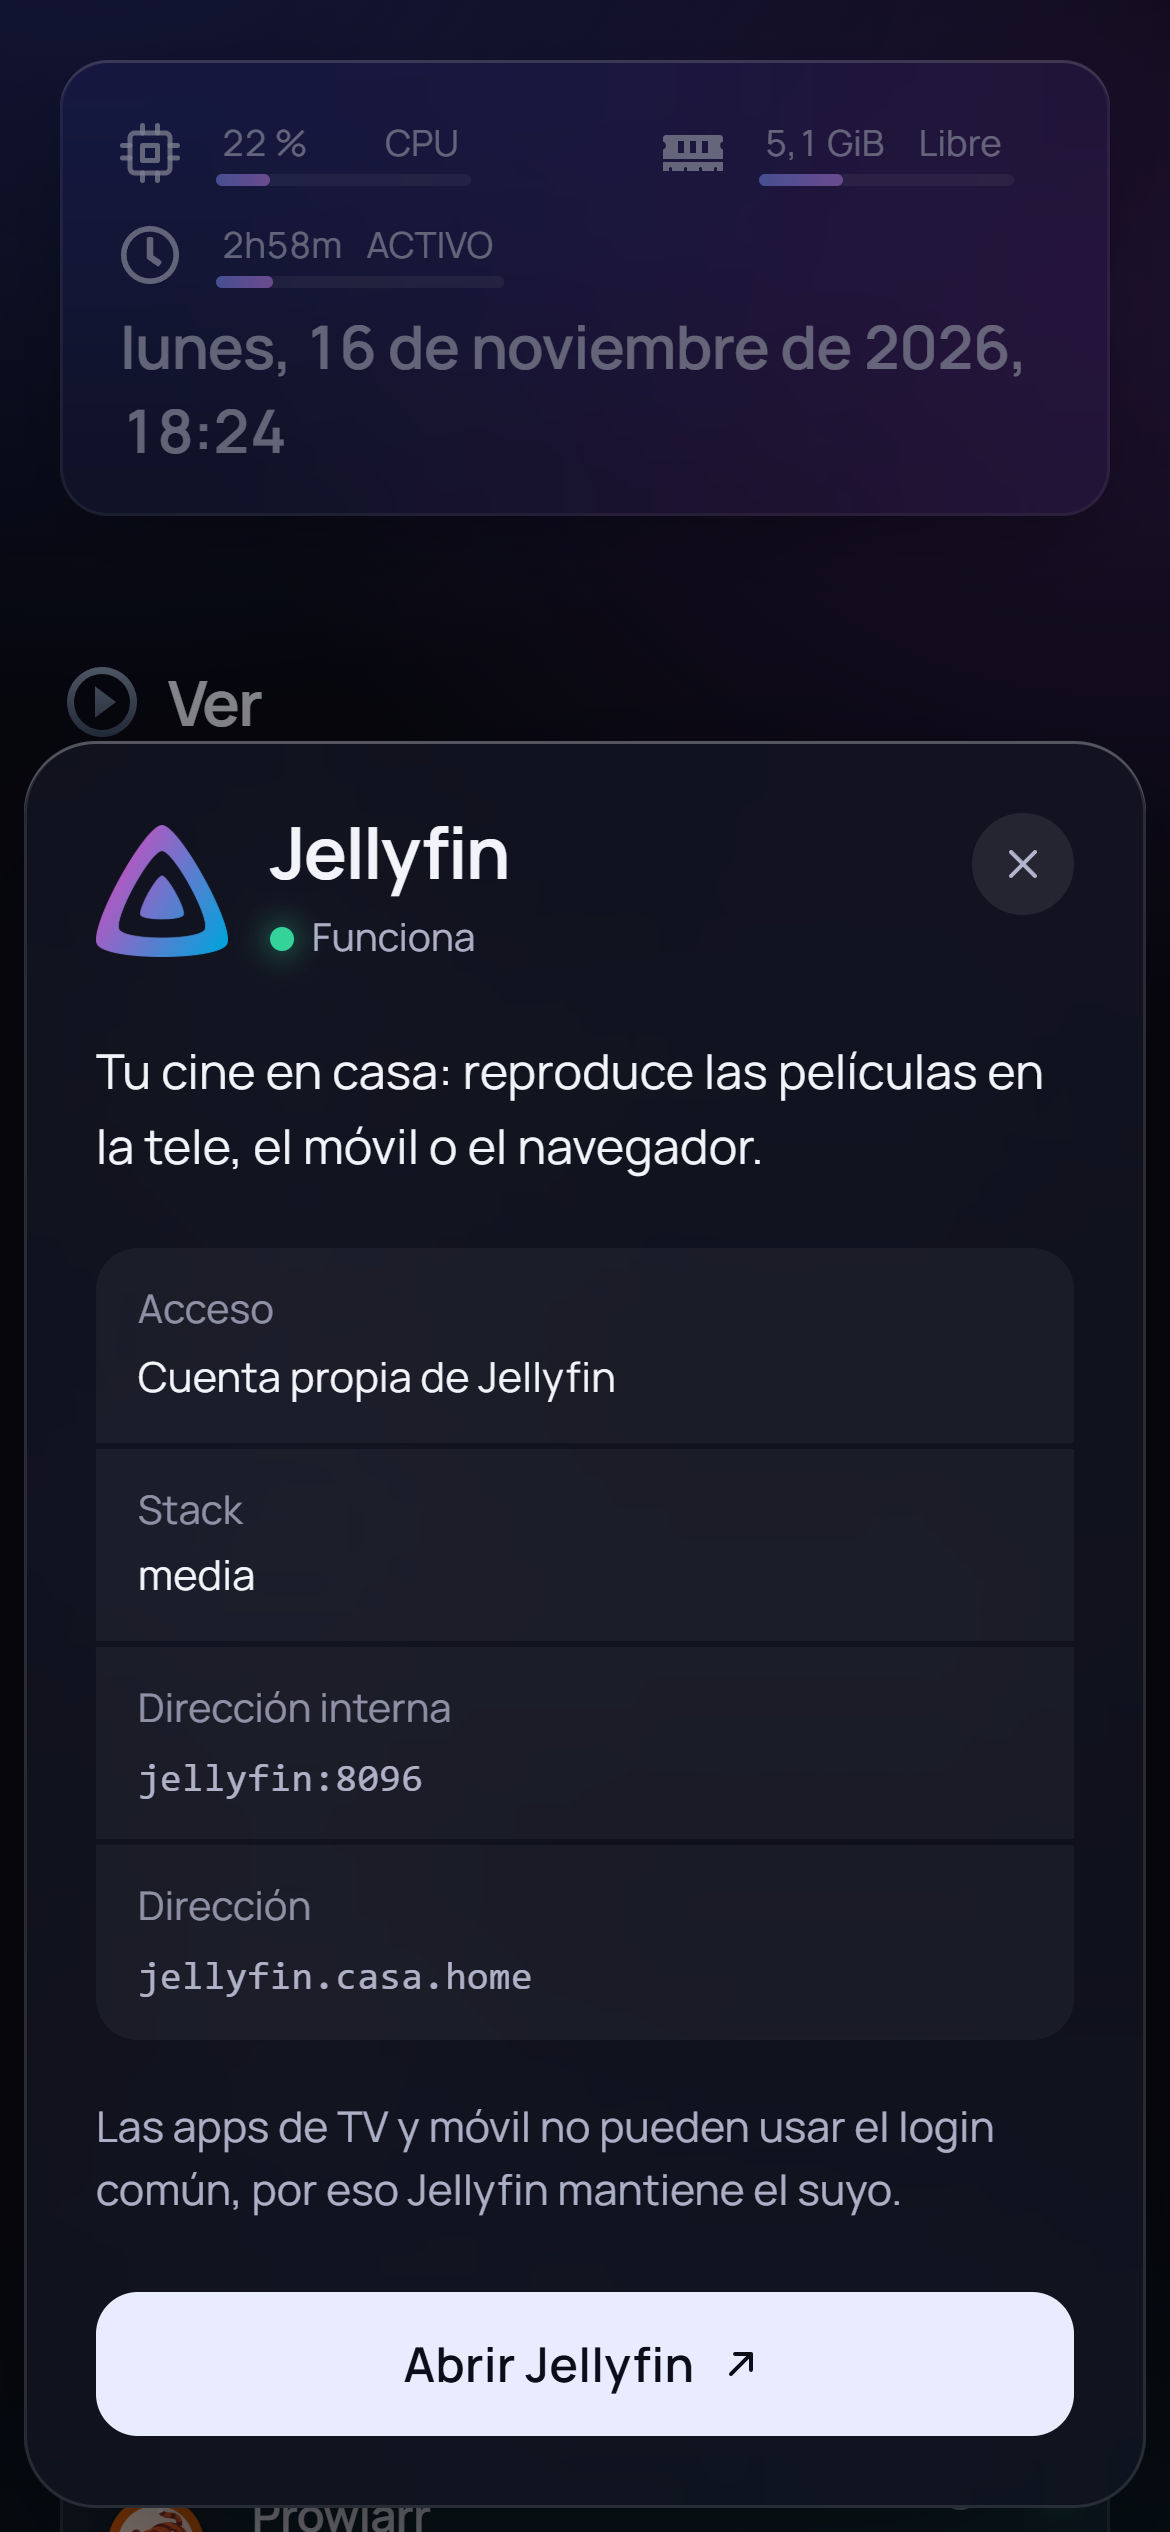 22 % CPU
5,1 GiB Libre
2h58m ACTIVO
lunes, 16 de noviembre de 2026,
18:24
Ver
Jellyfin
Funciona
Tu cine en casa: reproduce las películas en
la tele, el móvil o el navegador.
Acceso
Cuenta propia de Jellyfin
Stack
media
Dirección interna
jellyfin:8096
Dirección
jellyfin.casa.home
Las apps de TV y móvil no pueden usar el login
común, por eso Jellyfin mantiene el suyo.
Abrir Jellyfin
Prowlarr